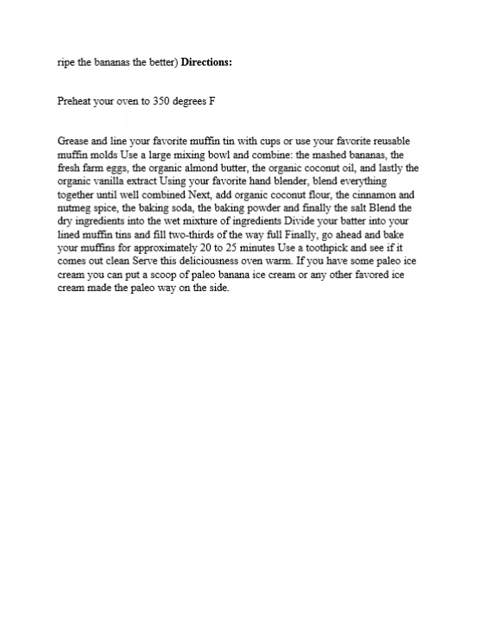 ripe the bananas the better) Directions:
Preheat your oven to 350 degrees F
Grease and line your favorite muffin tin with cups or use your favorite reusable
muffin molds Use a large mixing bowl and combine: the mashed bananas, the
fresh farm eggs, the organic almond butter, the organic coconut oil, and lastly the
organic vanilla extract Using your favorite hand blender, blend everything
together until well combined Next, add organic coconut flour, the cinnamon and
nutmeg spice, the baking soda, the baking powder and finally the salt Blend the
dry ingredients into the wet mixture of ingredients Divide your batter into your
lined muffin tins and fill two-thirds of the way full Finally, go ahead and bake
your muffins for approximately 20 to 25 minutes Use a toothpick and see if it
comes out clean Serve this deliciousness oven warm. If you have some paleo ice
cream you can put a scoop of paleo banana ice cream or any other favored ice
cream made the paleo way on the side.